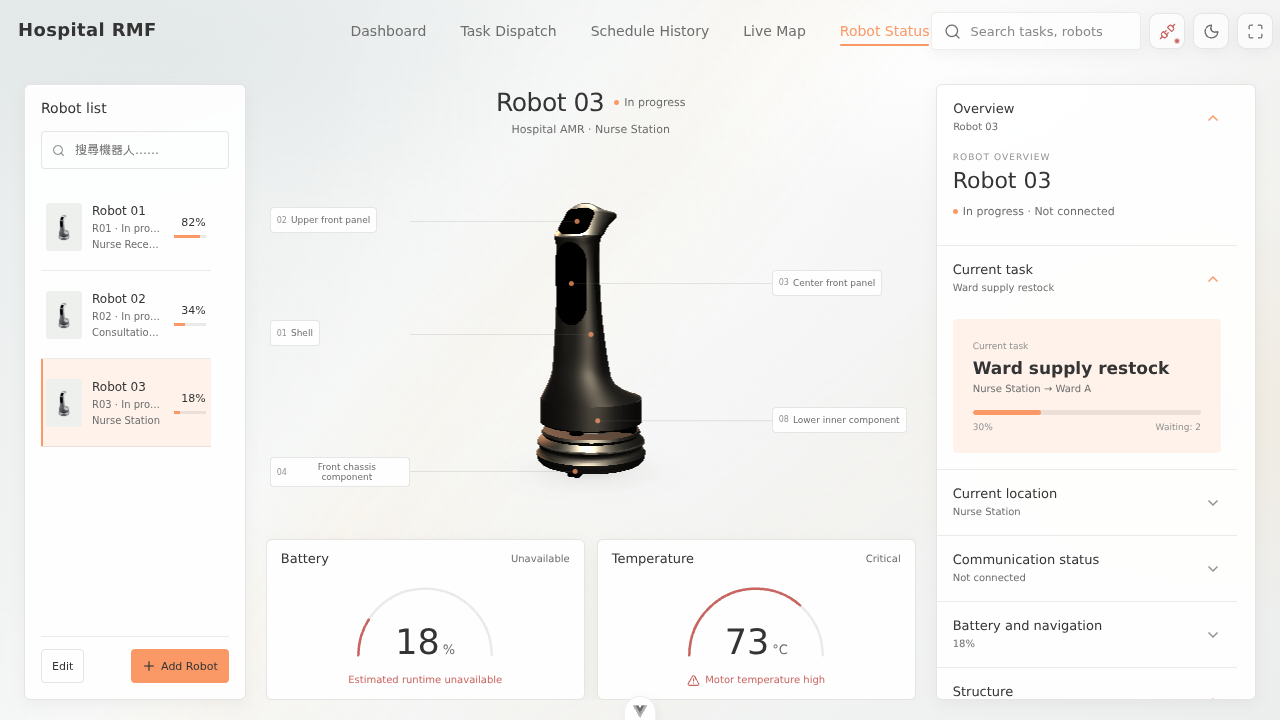 Hospital RMF
Dashboard
Task Dispatch
Schedule History
Live Map
Robot Status
Search tasks, robots
Robot list
搜尋機器人……
Robot 01
R01 · In pro…
Nurse Rece…
82%
Robot 02
R02 · In pro…
Consultatio…
34%
Robot 03
R03 · In pro…
Nurse Station
18%
Edit
Add Robot
Robot 03
In progress
Hospital AMR · Nurse Station
02 Upper front panel
03 Center front panel
01 Shell
08 Lower inner component
04 Front chassis
component
Battery
Unavailable
18 %
Estimated runtime unavailable
Temperature
Critical
73 °C
Motor temperature high
Overview
Robot 03
ROBOT OVERVIEW
Robot 03
In progress · Not connected
Current task
Ward supply restock
Current task
Ward supply restock
Nurse Station → Ward A
30%
Waiting: 2
Current location
Nurse Station
Communication status
Not connected
Battery and navigation
18%
Structure